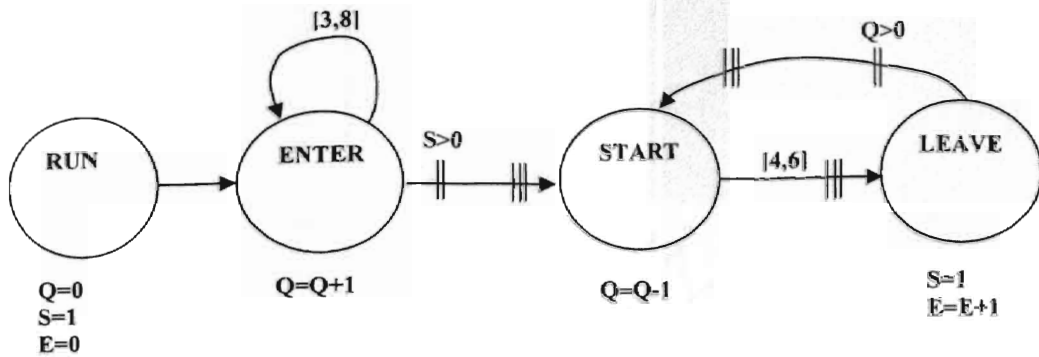 [3,8]
Q>0
RUN
ENTER
S>0
START
[4,6]
LEAVE
Q=0
S=1
E=0
Q=Q+1
Q=Q-1
S=1
E=E+1